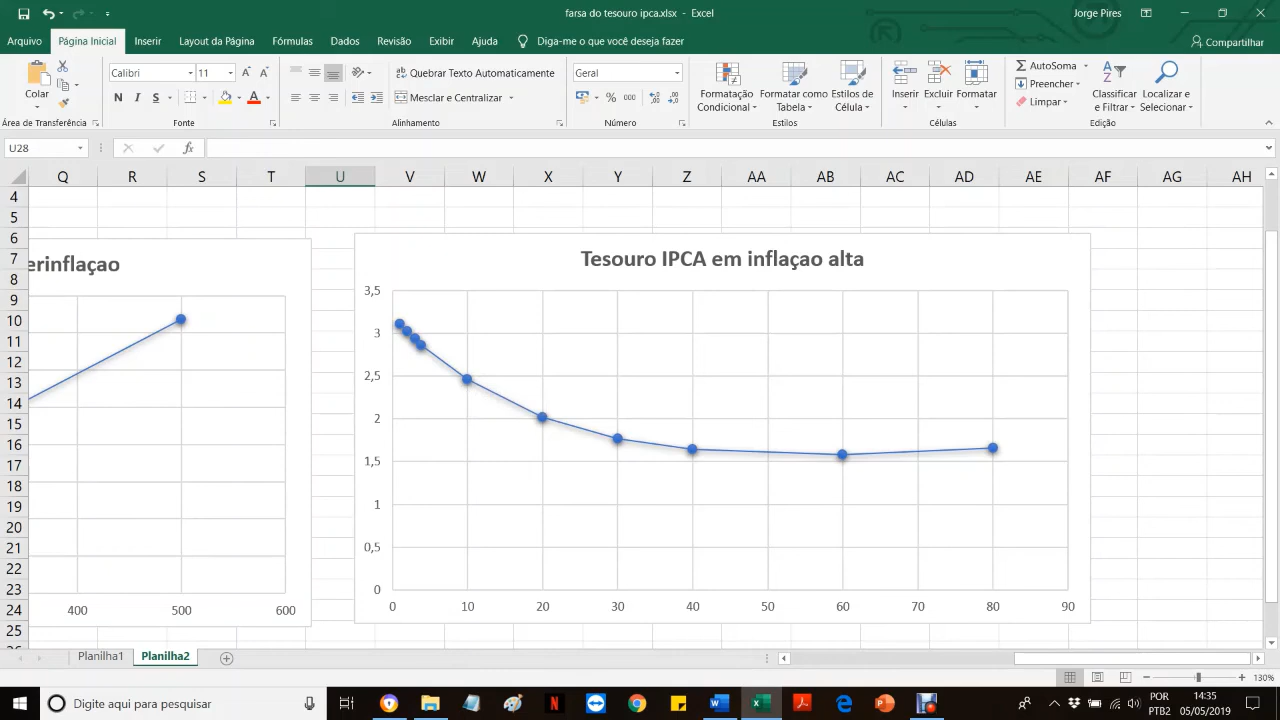 farsa do tesouro ipca.xlsx - Excel
Jorge Pires
Arquivo Página Inicial Inserir Layout da Página Fórmulas Dados Revisão Exibir Ajuda Diga-me o que você deseja fazer Compartilhar
Colar
Área de Transferência
Calibri 11
N I S
Fonte
Quebrar Texto Automaticamente
Mesclar e Centralizar
Alinhamento
Geral
% 000
Número
Formatação Condicional
Formatar como Tabela
Estilos de Célula
Estilos
Inserir Excluir Formatar
Células
AutoSoma
Preencher
Limpar
Classificar e Filtrar
Localizar e Selecionar
Edição
U28 fx
Q R S T U V W X Y Z AA AB AC AD AE AF AG AH
4
5
6
7
8
9
10
11
12
13
14
15
16
17
18
19
20
21
22
23
24
25
erinflaçao
400 500 600
Tesouro IPCA em inflaçao alta
3,5
3
2,5
2
1,5
1
0,5
0
0 10 20 30 40 50 60 70 80 90
Planilha1 Planilha2
130%
Digite aqui para pesquisar
POR
PTB2
14:35
05/05/2019